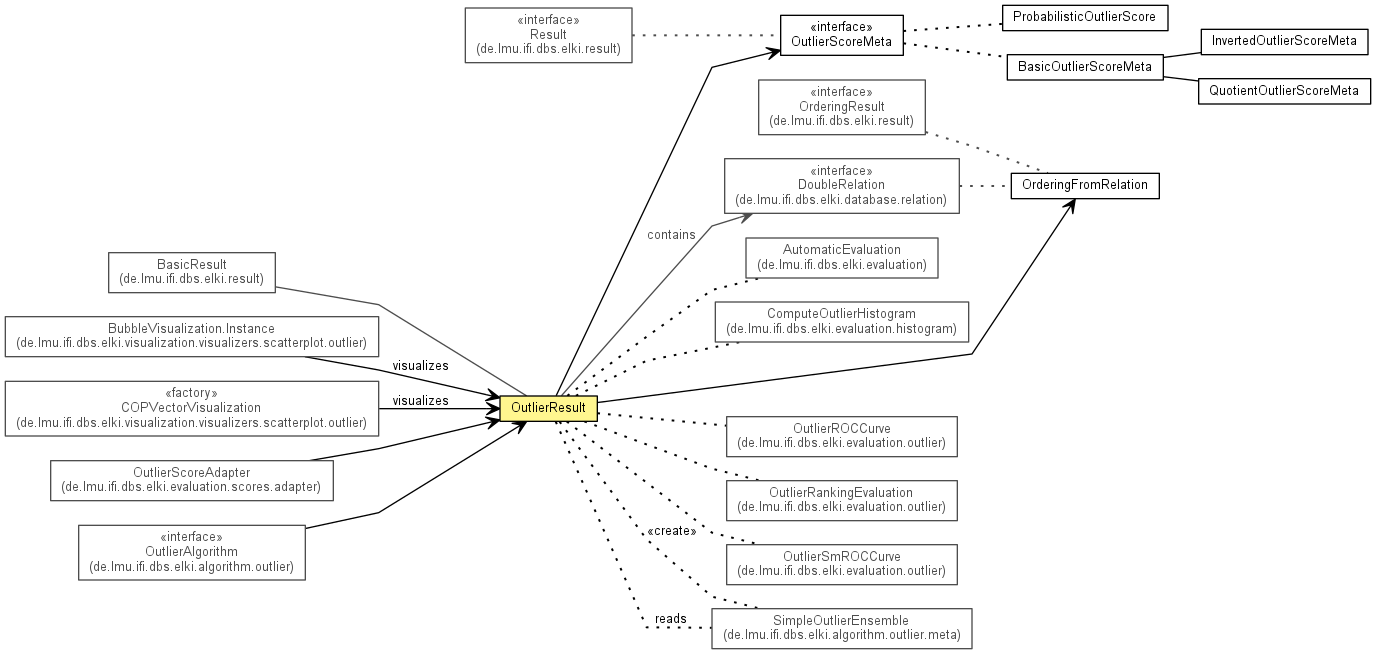 «interface»
Result
(de.lmu.ifi.dbs.elki.result)
«interface»
OutlierScoreMeta
ProbabilisticOutlierScore
BasicOutlierScoreMeta
InvertedOutlierScoreMeta
QuotientOutlierScoreMeta
«interface»
OrderingResult
(de.lmu.ifi.dbs.elki.result)
«interface»
DoubleRelation
(de.lmu.ifi.dbs.elki.database.relation)
OrderingFromRelation
contains
AutomaticEvaluation
(de.lmu.ifi.dbs.elki.evaluation)
BasicResult
(de.lmu.ifi.dbs.elki.result)
ComputeOutlierHistogram
(de.lmu.ifi.dbs.elki.evaluation.histogram)
BubbleVisualization.Instance
(de.lmu.ifi.dbs.elki.visualization.visualizers.scatterplot.outlier)
visualizes
«factory»
COPVectorVisualization
(de.lmu.ifi.dbs.elki.visualization.visualizers.scatterplot.outlier)
visualizes
OutlierResult
OutlierROCCurve
(de.lmu.ifi.dbs.elki.evaluation.outlier)
OutlierScoreAdapter
(de.lmu.ifi.dbs.elki.evaluation.scores.adapter)
OutlierRankingEvaluation
(de.lmu.ifi.dbs.elki.evaluation.outlier)
«interface»
OutlierAlgorithm
(de.lmu.ifi.dbs.elki.algorithm.outlier)
«create»
OutlierSmROCCurve
(de.lmu.ifi.dbs.elki.evaluation.outlier)
reads
SimpleOutlierEnsemble
(de.lmu.ifi.dbs.elki.algorithm.outlier.meta)